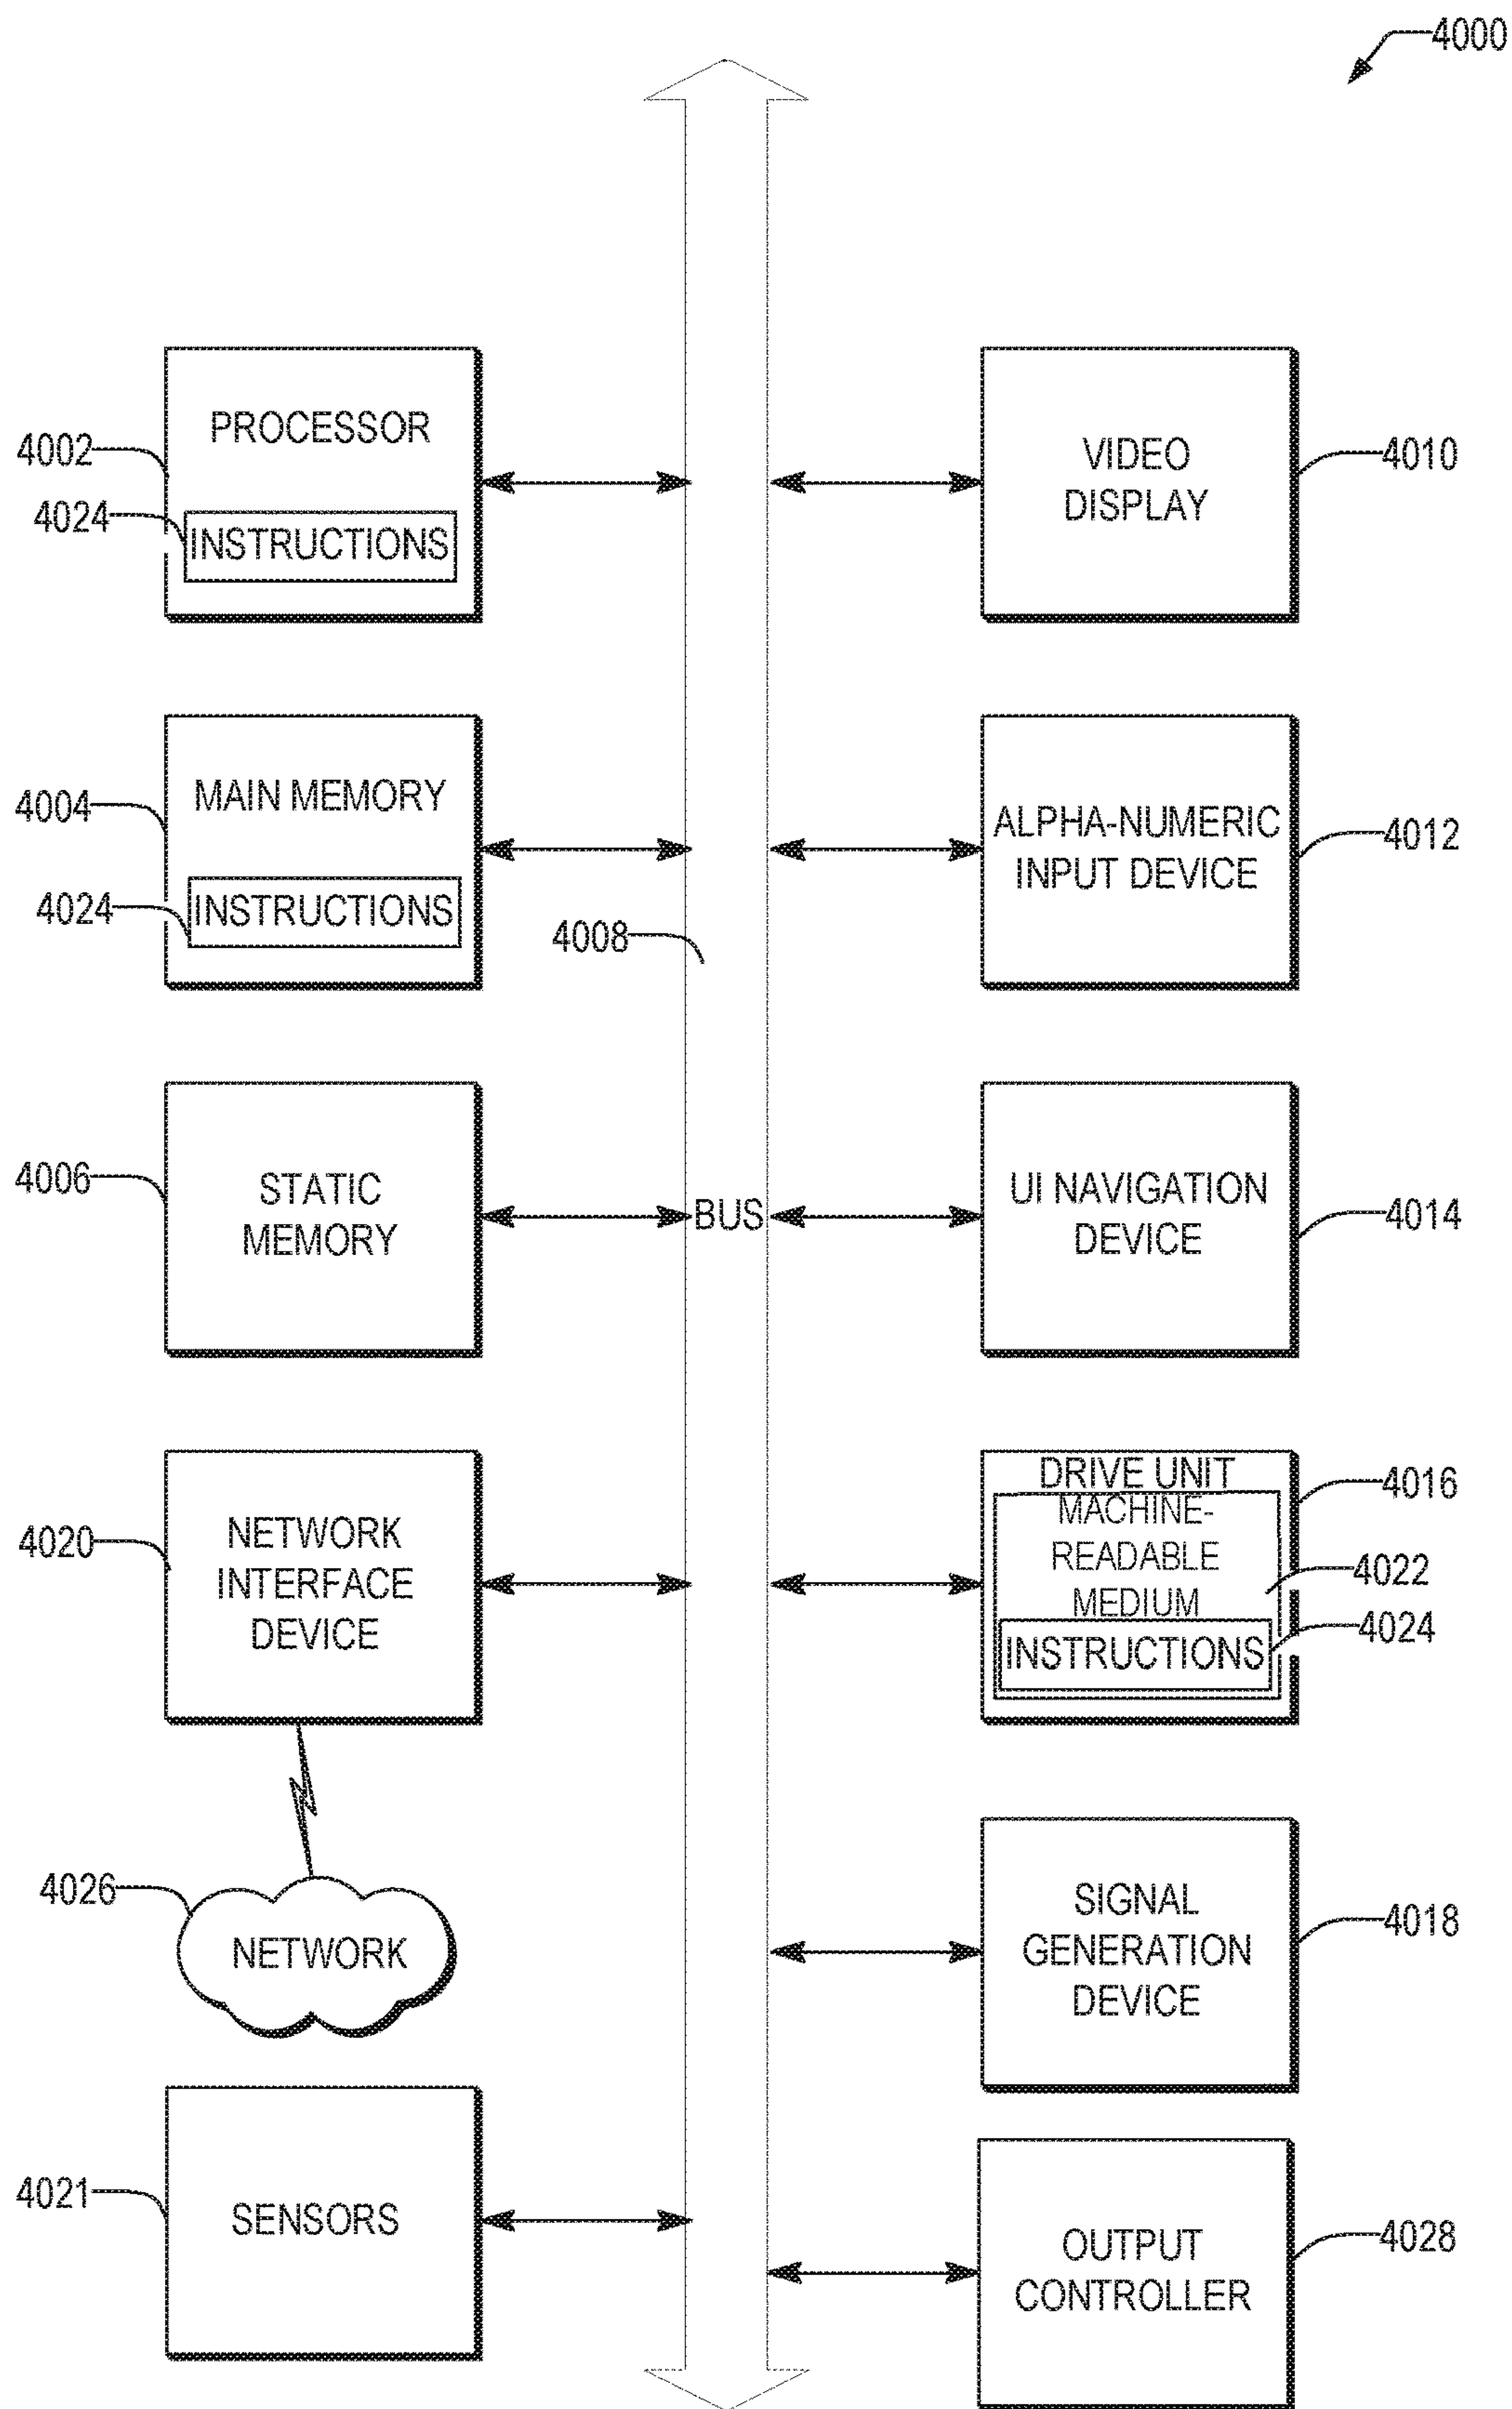 4000
PROCESSOR
4002
4024
INSTRUCTIONS
VIDEO
DISPLAY
4010
MAIN MEMORY
4004
4024
INSTRUCTIONS
4008
ALPHA-NUMERIC
INPUT DEVICE
4012
4006
STATIC
MEMORY
BUS
UI NAVIGATION
DEVICE
4014
4020
NETWORK
INTERFACE
DEVICE
DRIVE UNIT
4016
MACHINE-
READABLE
MEDIUM
4022
INSTRUCTIONS
4024
4026
NETWORK
SIGNAL
GENERATION
DEVICE
4018
4021
SENSORS
OUTPUT
CONTROLLER
4028